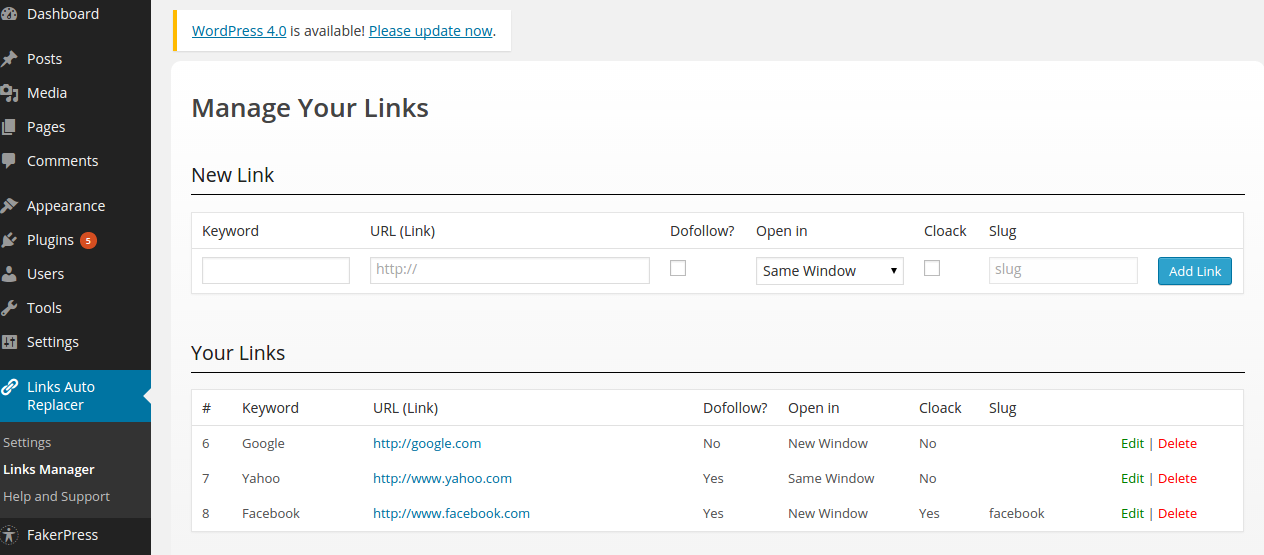 Dashboard
Posts
Media
Pages
Comments
Appearance
Plugins 5
Users
Tools
Settings
Links Auto
Replacer
Settings
Links Manager
Help and Support
FakerPress
WordPress 4.0 is available! Please update now.
Manage Your Links
New Link
Keyword URL (Link) Dofollow? Open in Cloack Slug
http:// Same Window slug Add Link
Your Links
# Keyword URL (Link) Dofollow? Open in Cloack Slug
6 Google http://google.com No New Window No Edit | Delete
7 Yahoo http://www.yahoo.com Yes Same Window No Edit | Delete
8 Facebook http://www.facebook.com Yes New Window Yes facebook Edit | Delete